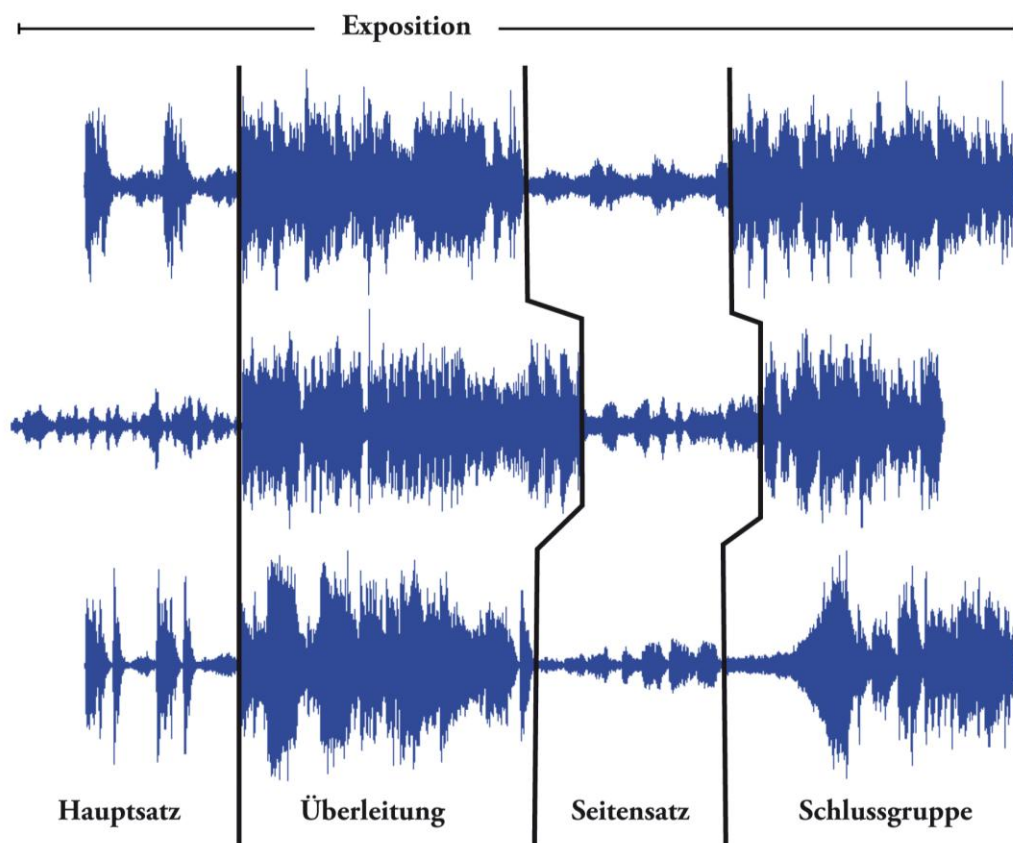 Exposition
Hauptsatz
Überleitung
Seitensatz
Schlussgruppe